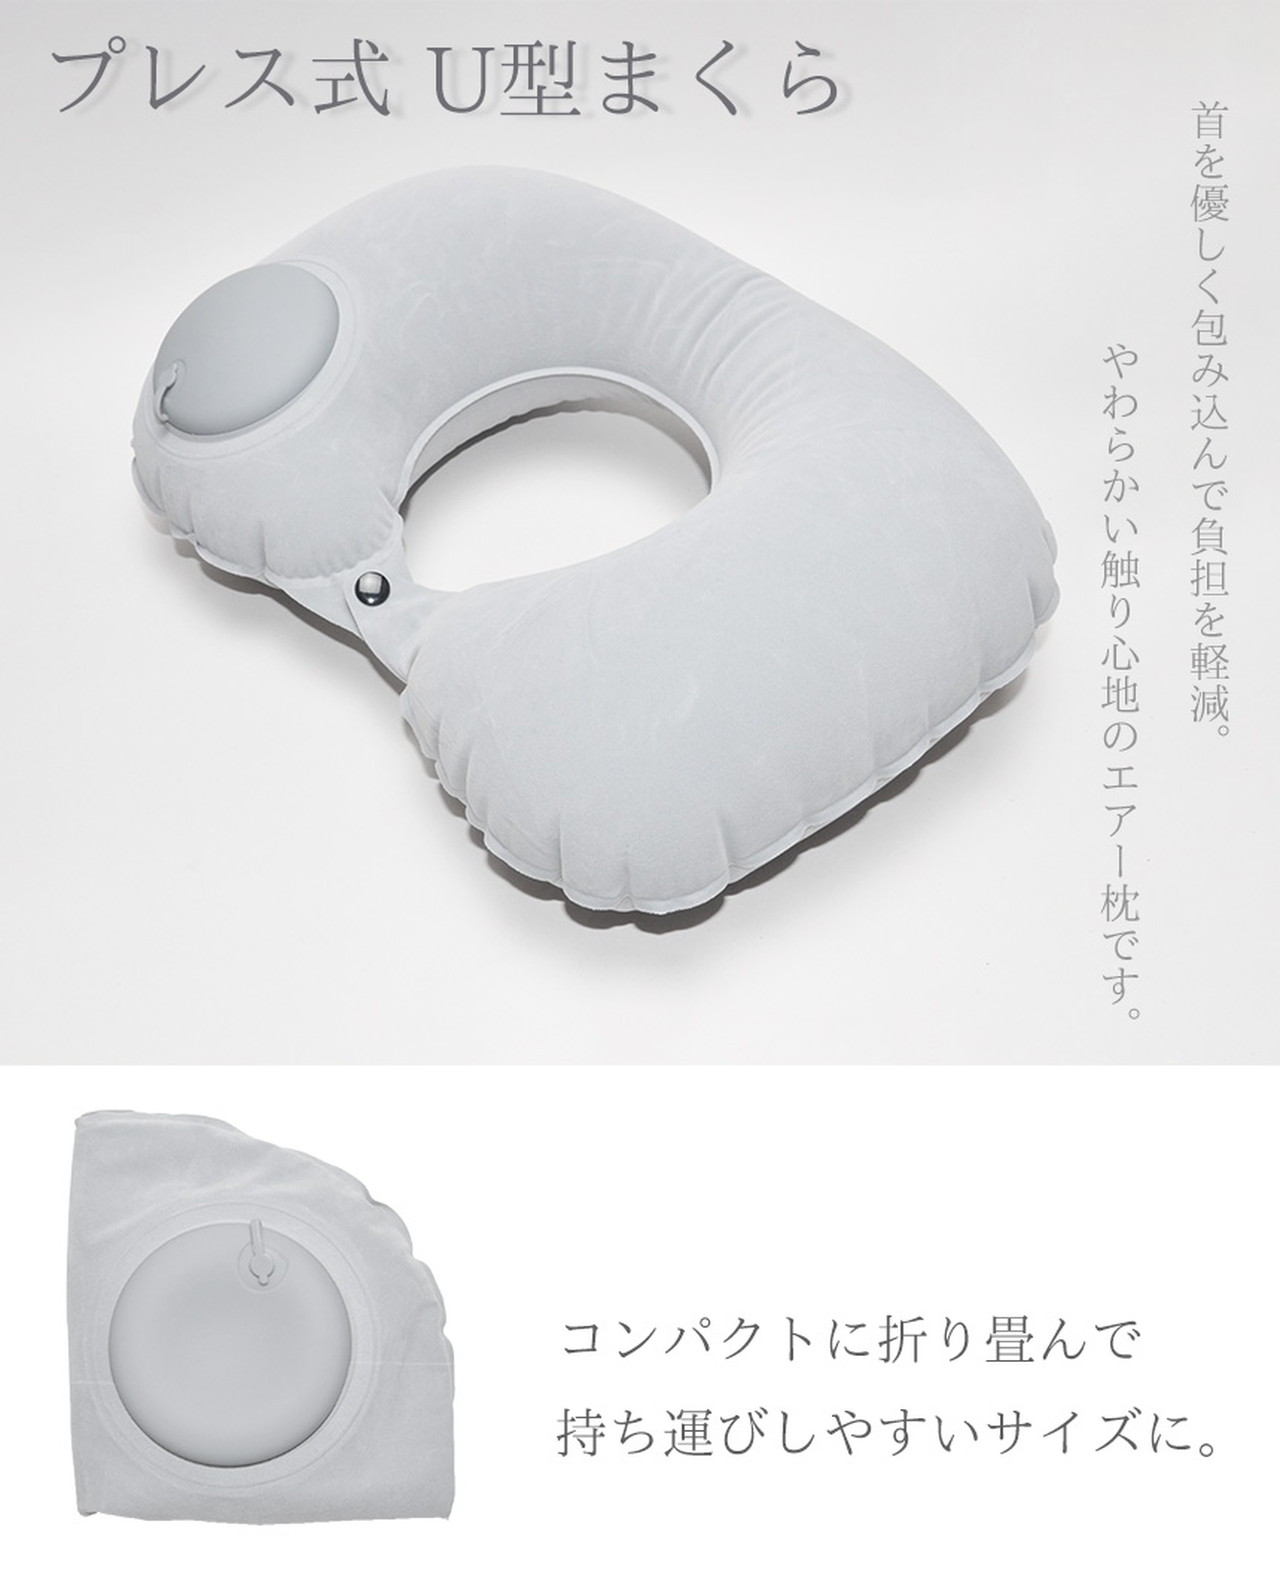 プレス式 U型まくら
首を優しく包み込んで負担を軽減。
やわらかい触り心地のエアー枕です。
コンパクトに折り畳んで
持ち運びしやすいサイズに。